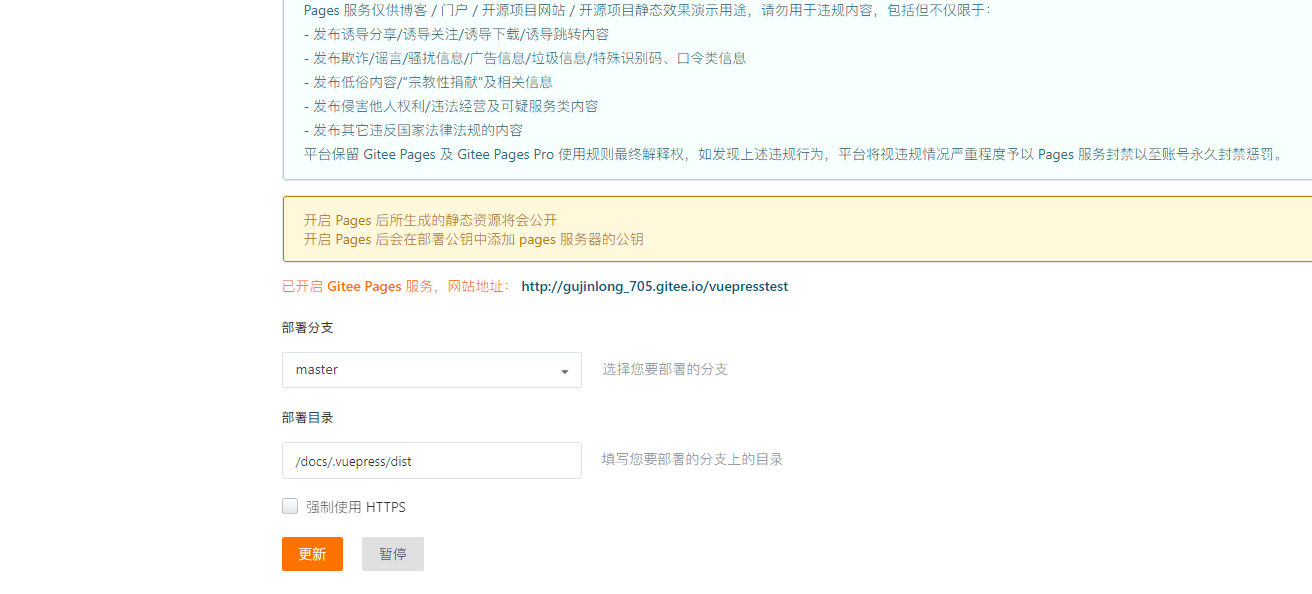 Pages 服务仅供博客 / 门户 / 开源项目网站 / 开源项目静态效果演示用途，请勿用于违规内容，包括但不仅限于：
- 发布诱导分享/诱导关注/诱导下载/诱导跳转内容
- 发布欺诈/谣言/骚扰信息/广告信息/垃圾信息/特殊识别码、口令类信息
- 发布低俗内容/“宗教性捐献”及相关信息
- 发布侵害他人权利/违法经营及可疑服务类内容
- 发布其它违反国家法律法规的内容
平台保留 Gitee Pages 及 Gitee Pages Pro 使用规则最终解释权，如发现上述违规行为，平台将视违规情况严重程度予以 Pages 服务封禁以至账号永久封禁惩罚。
开启 Pages 后所生成的静态资源将会公开
开启 Pages 后会在部署公钥中添加 pages 服务器的公钥
已开启 Gitee Pages 服务，网站地址： http://gujinlong_705.gitee.io/vuepresstest
部署分支
master 选择您要部署的分支
部署目录
/docs/.vuepress/dist 填写您要部署的分支上的目录
强制使用 HTTPS
更新 暂停